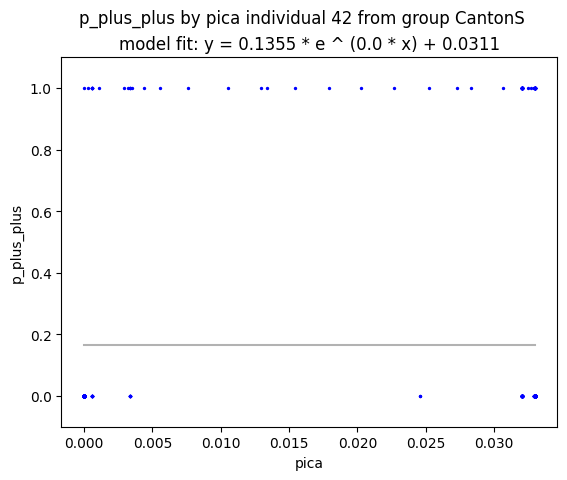 p_plus_plus by pica individual 42 from group CantonS
model fit: y = 0.1355 * e ^ (0.0 * x) + 0.0311
1.0
0.8
0.6
0.4
0.2
0.0
p_plus_plus
0.000 0.005 0.010 0.015 0.020 0.025 0.030
pica